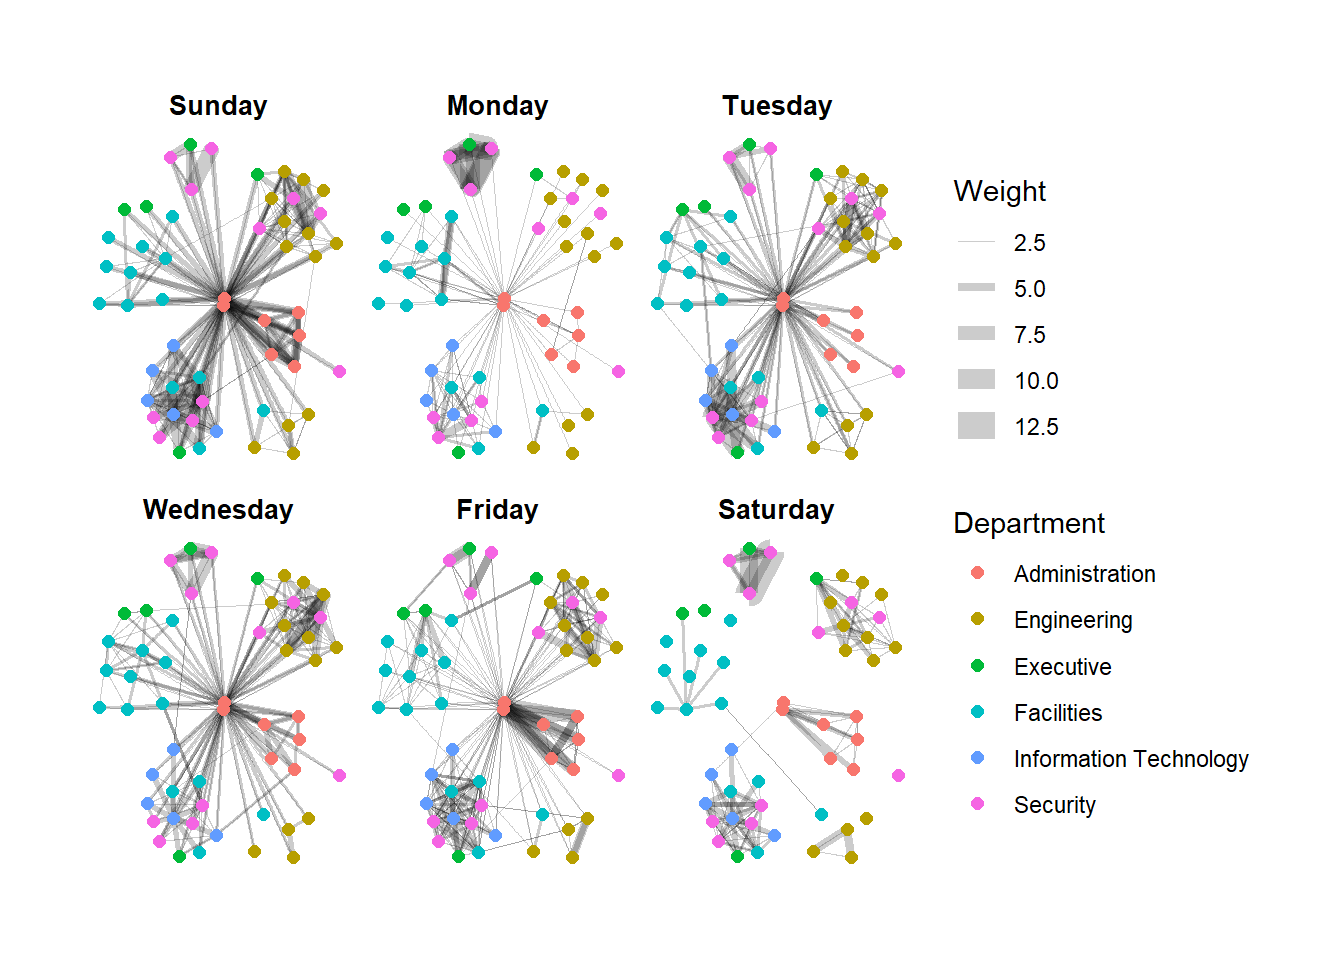 Sunday
Monday
Tuesday
Wednesday
Friday
Saturday
Weight
2.5
5.0
7.5
10.0
12.5
Department
Administration
Engineering
Executive
Facilities
Information Technology
Security